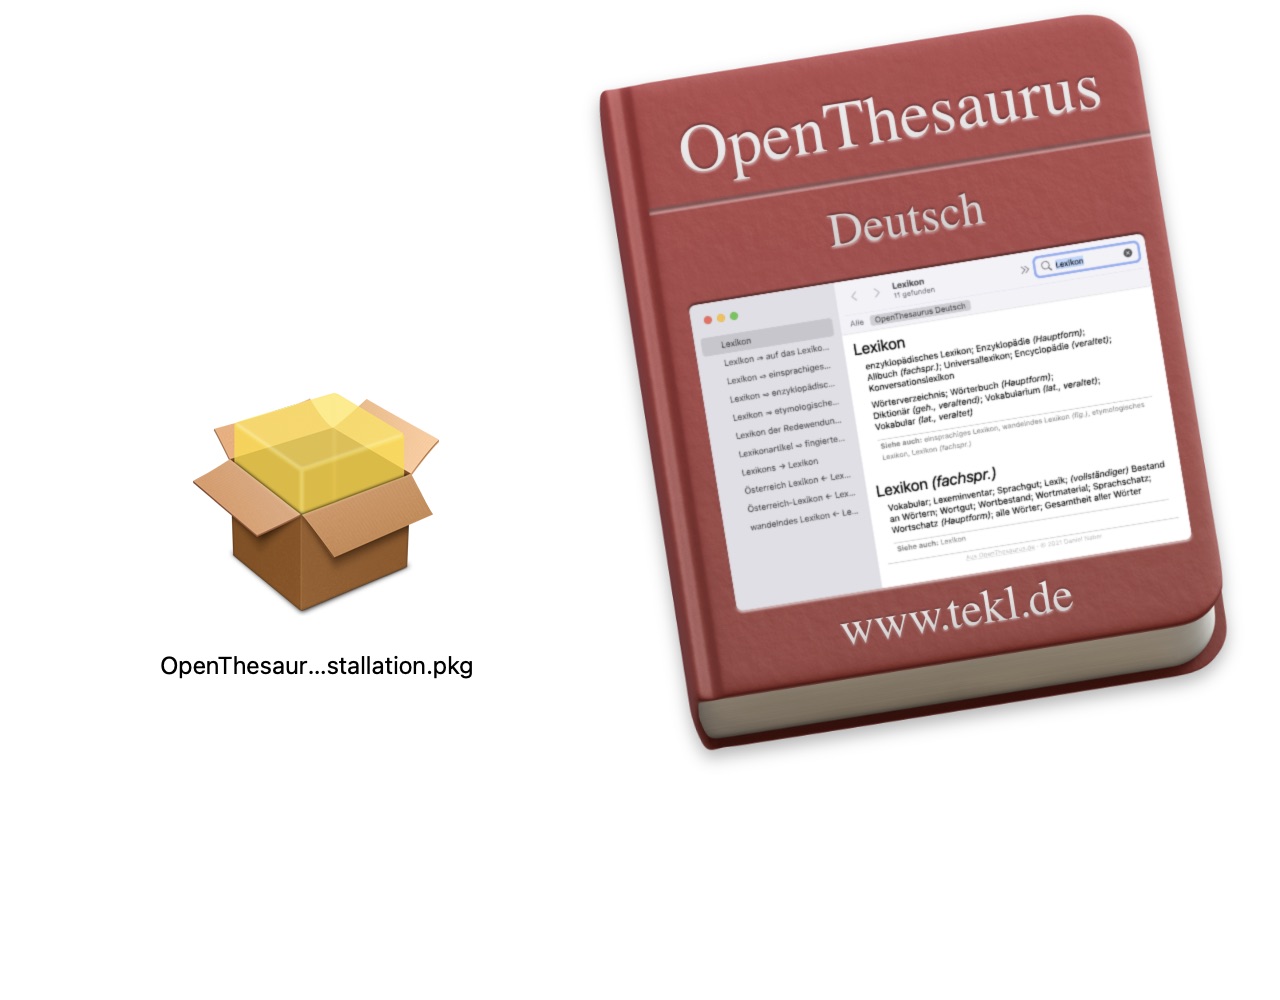 OpenThesaurus
Deutsch
Lexikon
11 gefunden
Lexikon
Alle OpenThesaurus Deutsch
Lexikon
Lexikon ⇒ auf das Lexiko...
Lexikon ⇔ einsprachiges...
Lexikon ⇔ enzyklopädisc...
Lexikon ⇒ etymologische...
Lexikon der Redewendun...
Lexikonartikel ⇔ fingierte...
Lexikons → Lexikon
Österreich Lexikon ← Lex...
Österreich-Lexikon ← Lex...
wandelndes Lexikon ← Le...
Lexikon
enzyklopädisches Lexikon; Enzyklopädie (Hauptform);
Allbuch (fachspr.); Universallexikon; Encyclopädie (veraltet);
Konversationslexikon
Wörterverzeichnis; Wörterbuch (Hauptform);
Diktionär (geh., veraltend); Vokabularium (lat., veraltet);
Vokabular (lat., veraltet)
Siehe auch: einsprachiges Lexikon, wandelndes Lexikon (fig.), etymologisches
Lexikon, Lexikon (fachspr.)
Lexikon (fachspr.)
Vokabular; Lexeminventar; Sprachgut; Lexik; (vollständiger) Bestand
an Wörtern; Wortgut; Wortbestand; Wortmaterial; Sprachschatz;
Wortschatz (Hauptform); alle Wörter; Gesamtheit aller Wörter
Siehe auch: Lexikon
www.tekl.de
OpenThesaur...stallation.pkg